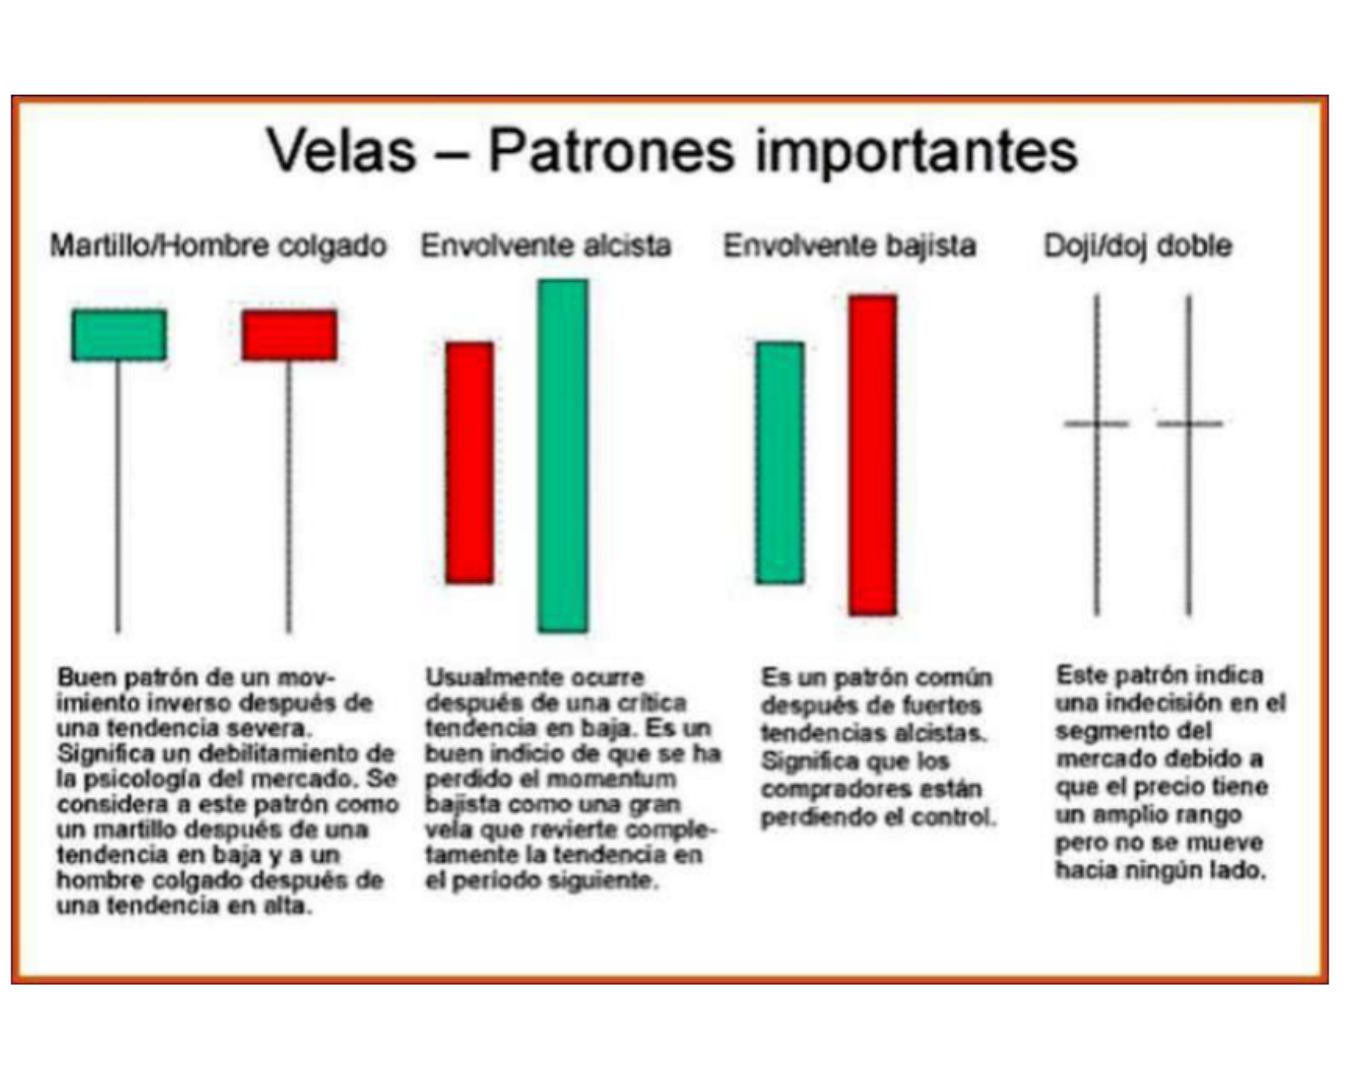 Velas – Patrones importantes
Martillo/Hombre colgado
Buen patrón de un mov-
imiento inverso después de
una tendencia severa.
Significa un debilitamiento de
la psicología del mercado. Se
considera a este patrón como
un martillo después de una
tendencia en baja y a un
hombre colgado después de
una tendencia en alta.
Envolvente alcista
Usualmente ocurre
después de una crítica
tendencia en baja. Es un
buen indicio de que se ha
perdido el momentum
bajista como una gran
vela que revierte comple-
tamente la tendencia en
el período siguiente.
Envolvente bajista
Es un patrón común
después de fuertes
tendencias alcistas.
Significa que los
compradores están
perdiendo el control.
Doji/doj doble
Este patrón indica
una indecisión en el
segmento del
mercado debido a
que el precio tiene
un amplio rango
pero no se mueve
hacia ningún lado.